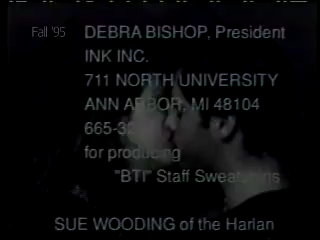 Fall '95
DEBRA BISHOP, President
INK INC.
711 NORTH UNIVERSITY
ANN ARBOR, MI 48104
for producing
"BTI" Staff
SUE WOODING of the Harlan